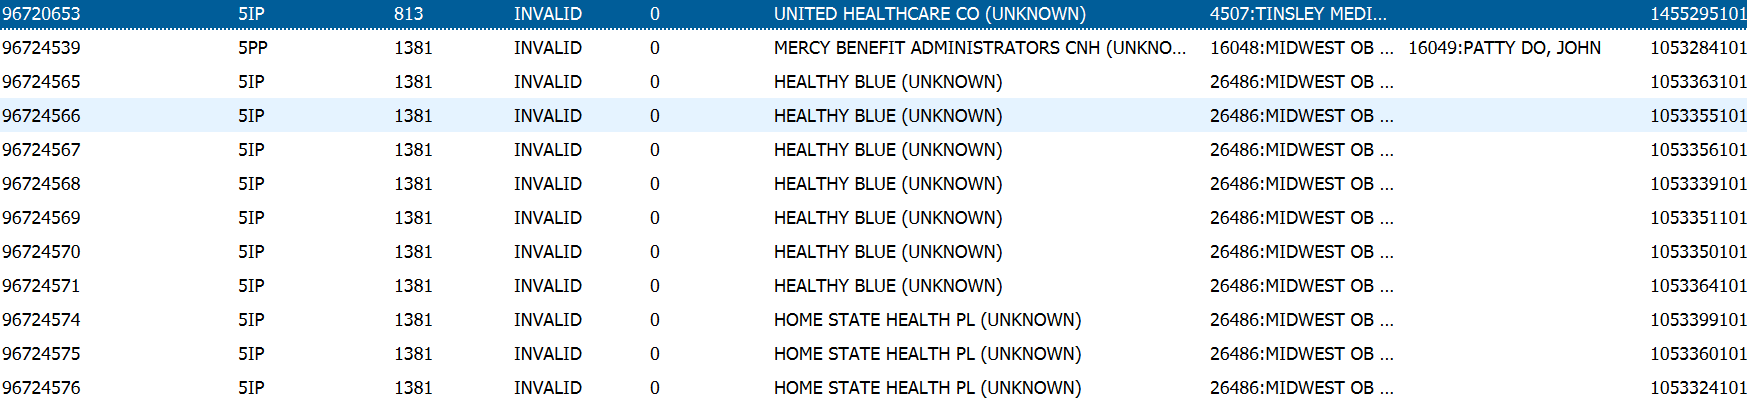 96720653 5IP 813 INVALID 0 UNITED HEALTHCARE CO (UNKNOWN) 4507:TINSLEY MEDI... 1455295101
96724539 5PP 1381 INVALID 0 MERCY BENEFIT ADMINISTRATORS CNH (UNKNO... 16048:MIDWEST OB ... 16049:PATTY DO, JOHN 1053284101
96724565 5IP 1381 INVALID 0 HEALTHY BLUE (UNKNOWN) 26486:MIDWEST OB ... 1053363101
96724566 5IP 1381 INVALID 0 HEALTHY BLUE (UNKNOWN) 26486:MIDWEST OB ... 1053355101
96724567 5IP 1381 INVALID 0 HEALTHY BLUE (UNKNOWN) 26486:MIDWEST OB ... 1053356101
96724568 5IP 1381 INVALID 0 HEALTHY BLUE (UNKNOWN) 26486:MIDWEST OB ... 1053339101
96724569 5IP 1381 INVALID 0 HEALTHY BLUE (UNKNOWN) 26486:MIDWEST OB ... 1053351101
96724570 5IP 1381 INVALID 0 HEALTHY BLUE (UNKNOWN) 26486:MIDWEST OB ... 1053350101
96724571 5IP 1381 INVALID 0 HEALTHY BLUE (UNKNOWN) 26486:MIDWEST OB ... 1053364101
96724574 5IP 1381 INVALID 0 HOME STATE HEALTH PL (UNKNOWN) 26486:MIDWEST OB ... 1053399101
96724575 5IP 1381 INVALID 0 HOME STATE HEALTH PL (UNKNOWN) 26486:MIDWEST OB ... 1053360101
96724576 5IP 1381 INVALID 0 HOME STATE HEALTH PL (UNKNOWN) 26486:MIDWEST OB ... 1053324101